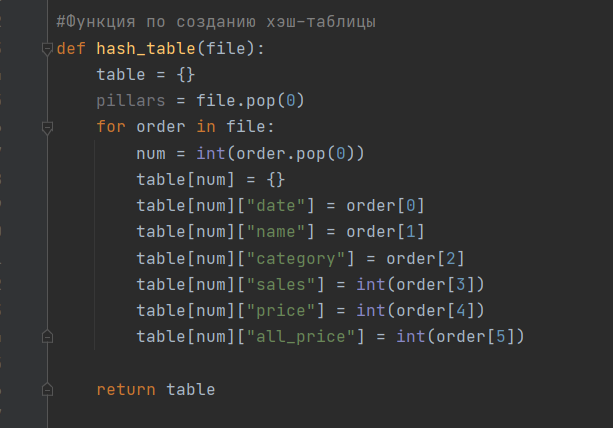 #Функция по созданию хэш-таблицы
def hash_table(file):
    table = {}
    pillars = file.pop(0)
    for order in file:
        num = int(order.pop(0))
        table[num] = {}
        table[num]["date"] = order[0]
        table[num]["name"] = order[1]
        table[num]["category"] = order[2]
        table[num]["sales"] = int(order[3])
        table[num]["price"] = int(order[4])
        table[num]["all_price"] = int(order[5])
    return table